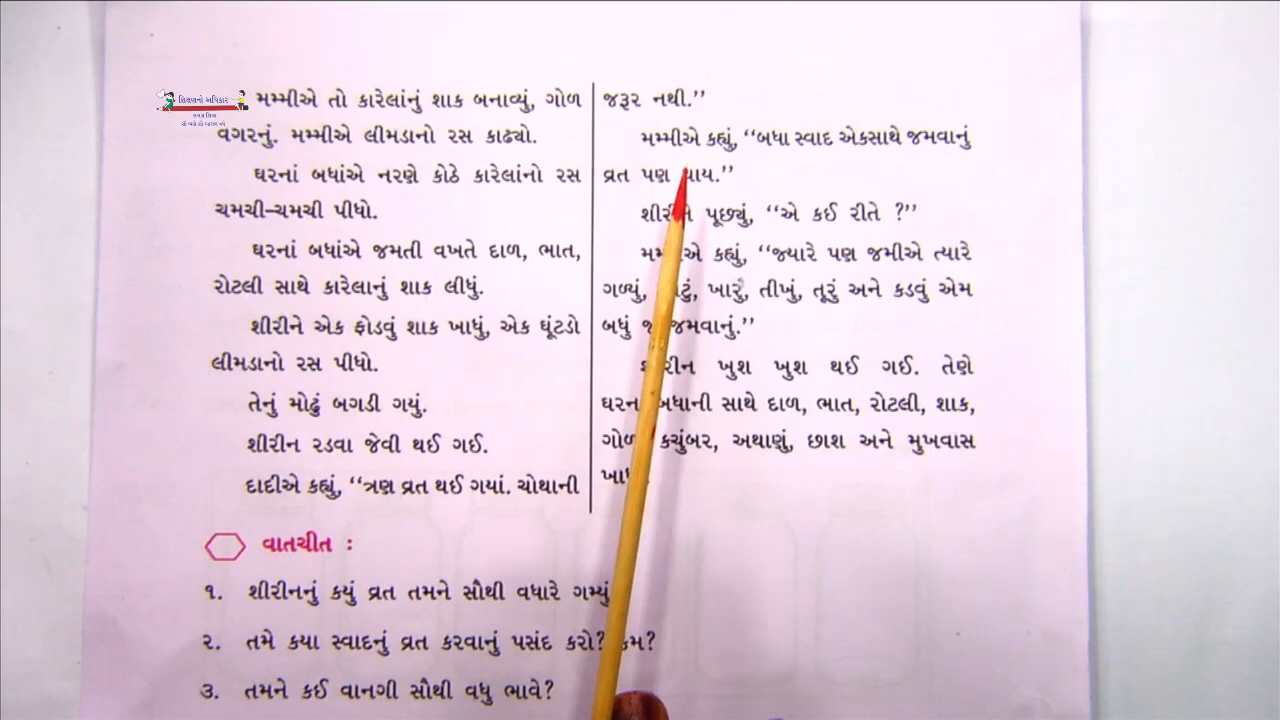 શિક્ષણનો અધિકાર
મમ્મીએ તો કારેલાંનું શાક બનાવ્યું, ગોળ
વગરનું. મમ્મીએ લીમડાનો રસ કાઢ્યો.
ઘરનાં બધાંએ નરણે કોઠે કારેલાંનો રસ
ચમચી-ચમચી પીધો.
ઘરનાં બધાંએ જમતી વખતે દાળ, ભાત,
રોટલી સાથે કારેલાનું શાક લીધું.
શીરીને એક ફોડવું શાક ખાધું, એક ઘૂંટડો
લીમડાનો રસ પીધો.
તેનું મોઢું બગડી ગયું.
શીરીન રડવા જેવી થઈ ગઈ.
દાદીએ કહ્યું, ‘‘ત્રણ વ્રત થઈ ગયાં. ચોથાની
જરૂર નથી.’’
મમ્મીએ કહ્યું, ‘‘બધા સ્વાદ એકસાથે જમવાનું
વ્રત પણ થાય.’’
શીરીને પૂછ્યું, ‘‘એ કઈ રીતે ?’’
મમ્મીએ કહ્યું, ‘‘જ્યારે પણ જમીએ ત્યારે
ગળ્યું, ખાટું, ખારું, તીખું, તૂરું અને કડવું એમ
બધું જ જમવાનું.’’
શીરીન ખુશ ખુશ થઈ ગઈ. તેણે
ઘરના બધાની સાથે દાળ, ભાત, રોટલી, શાક,
ગોળ, કચુંબર, અથાણું, છાશ અને મુખવાસ
વાતચીત :
૧. શીરીનનું કયું વ્રત તમને સૌથી વધારે ગમ્યું
૨. તમે કયા સ્વાદનું વ્રત કરવાનું પસંદ કરો? કેમ?
૩. તમને કઈ વાનગી સૌથી વધુ ભાવે?